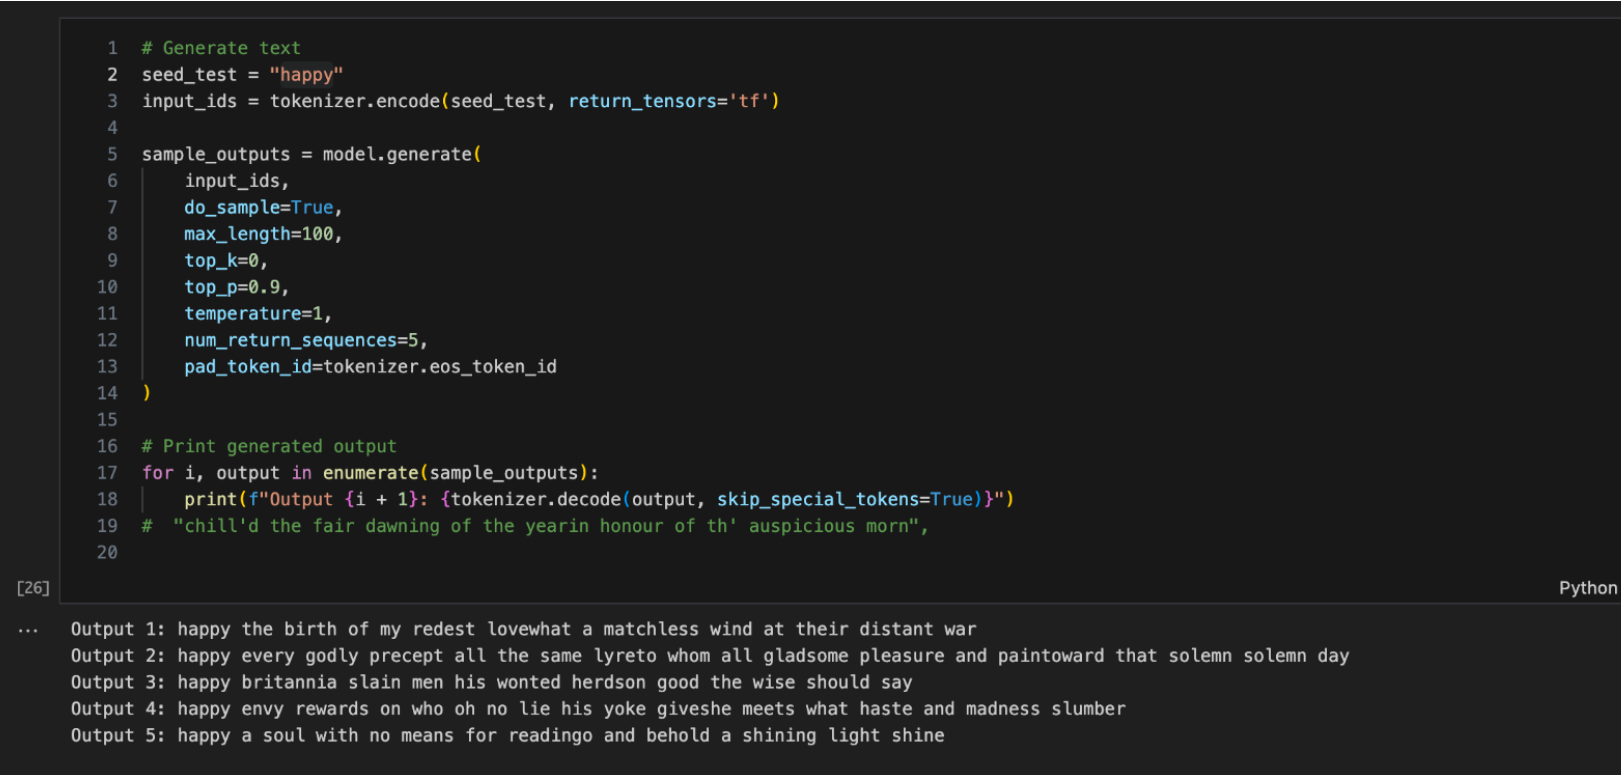 1 # Generate text
2 seed_test = "happy"
3 input_ids = tokenizer.encode(seed_test, return_tensors='tf')
4
5 sample_outputs = model.generate(
6     input_ids,
7     do_sample=True,
8     max_length=100,
9     top_k=0,
10     top_p=0.9,
11     temperature=1,
12     num_return_sequences=5,
13     pad_token_id=tokenizer.eos_token_id
14 )
15
16 # Print generated output
17 for i, output in enumerate(sample_outputs):
18     print(f"Output {i + 1}: {tokenizer.decode(output, skip_special_tokens=True)}")
19 #  "chill'd the fair dawning of the yearin honour of th' auspicious morn",
20
[26] Python
... Output 1: happy the birth of my redest lovewhat a matchless wind at their distant war
Output 2: happy every godly precept all the same lyreto whom all gladsome pleasure and paintoward that solemn solemn day
Output 3: happy britannia slain men his wonted herdson good the wise should say
Output 4: happy envy rewards on who oh no lie his yoke giveshe meets what haste and madness slumber
Output 5: happy a soul with no means for readingo and behold a shining light shine